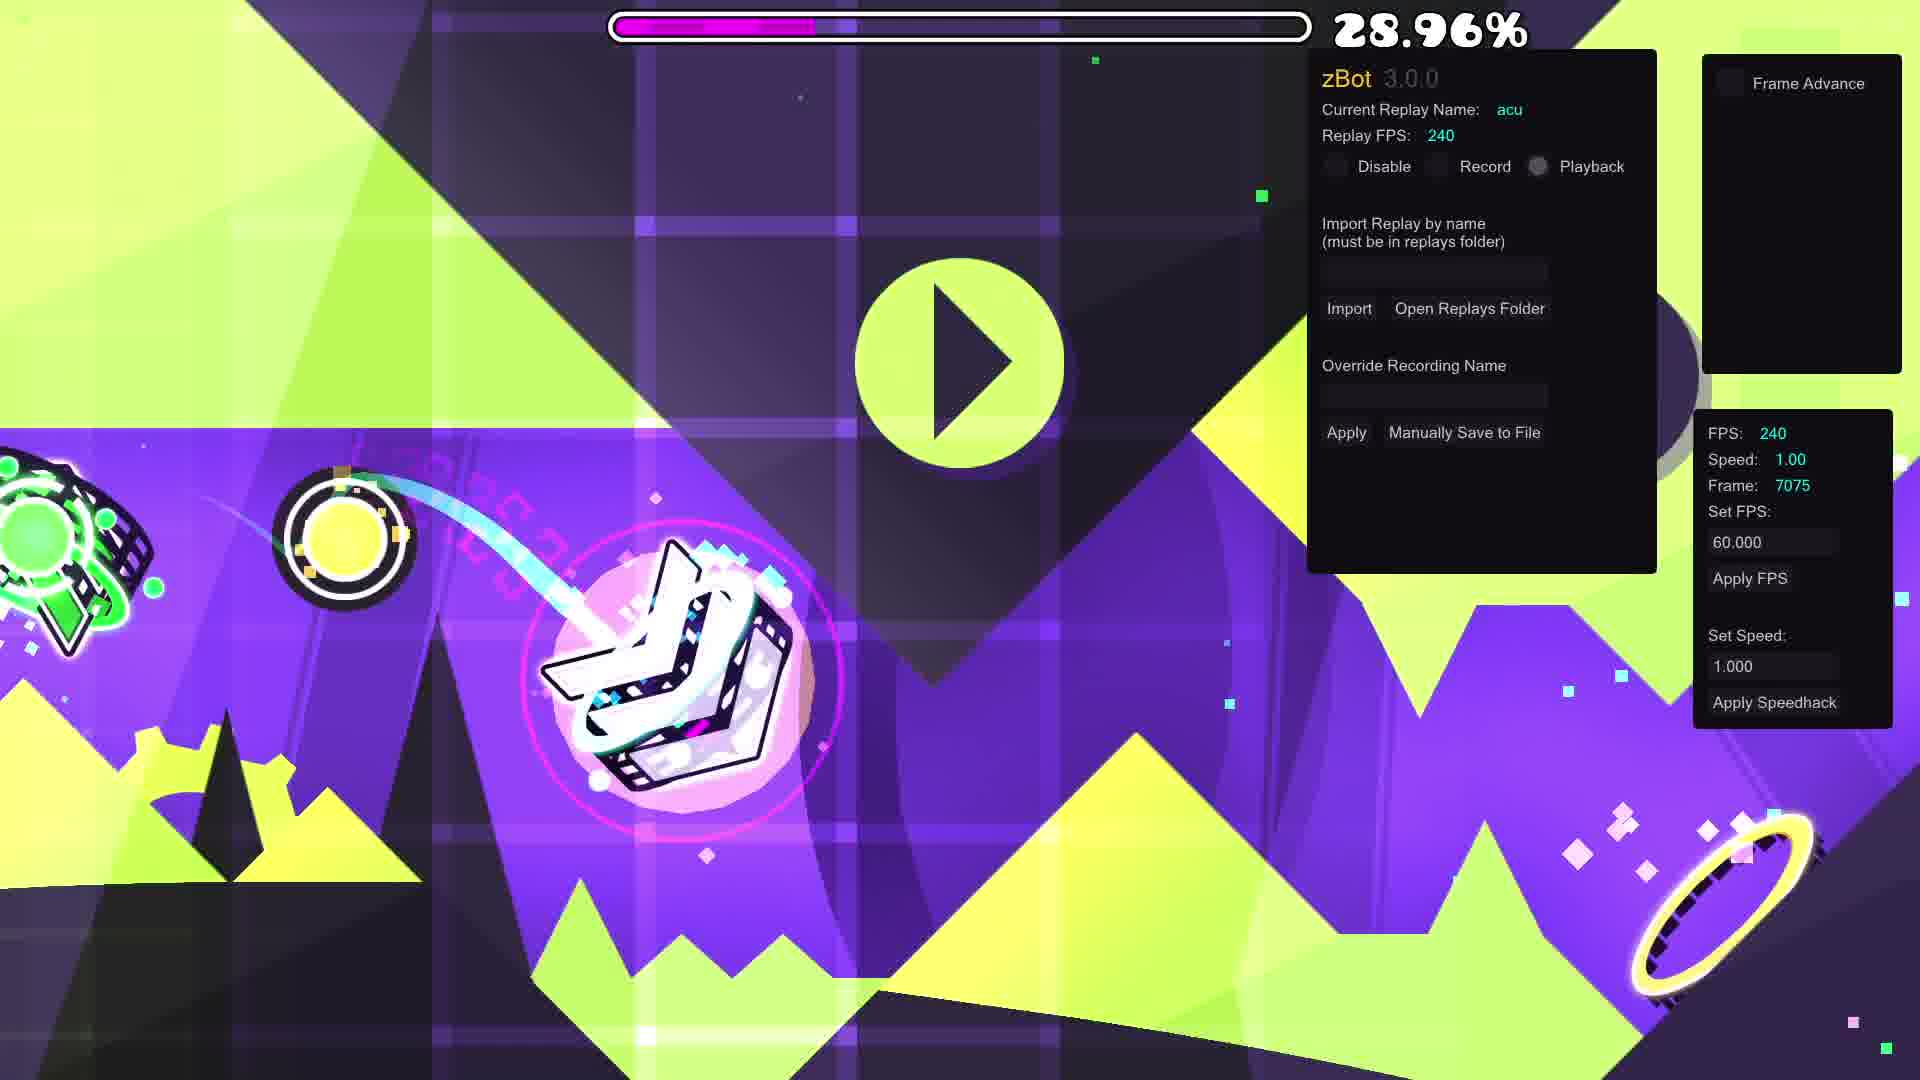 28.96%
zBot 3.0.0
Current Replay Name: acu
Replay FPS: 240
Disable Record Playback
Import Replay by name
(must be in replays folder)
Import Open Replays Folder
Override Recording Name
Apply Manually Save to File
Frame Advance
FPS: 240
Speed: 1.00
Frame: 7075
Set FPS:
60.000
Apply FPS
Set Speed:
1.000
Apply Speedhack